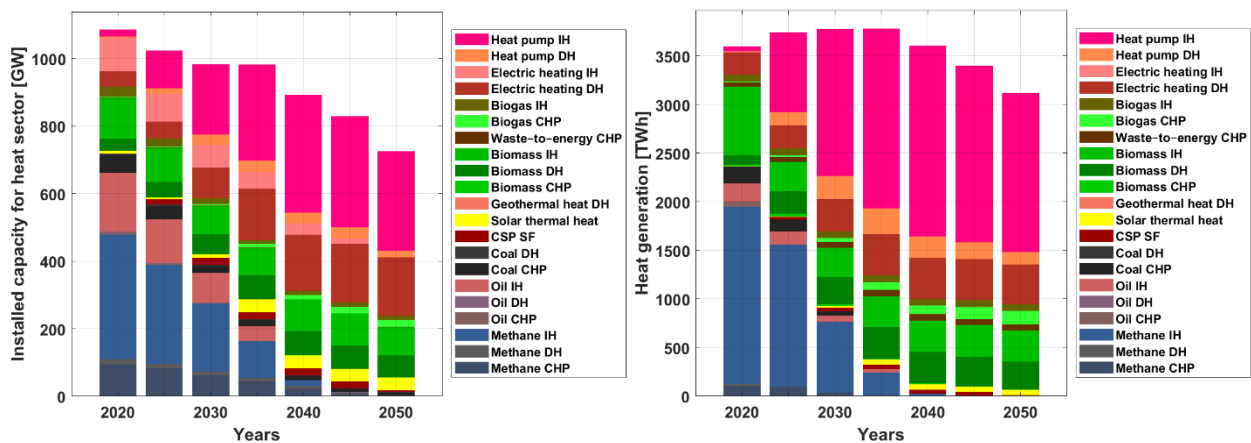 Installed capacity for heat sector [GW]
1000
800
600
400
200
0
2020
2030
2040
2050
Years
Heat pump IH
Heat pump DH
Electric heating IH
Electric heating DH
Biogas IH
Biogas CHP
Waste-to-energy CHP
Biomass IH
Biomass DH
Biomass CHP
Geothermal heat DH
Solar thermal heat
CSP SF
Coal DH
Coal CHP
Oil IH
Oil DH
Oil CHP
Methane IH
Methane DH
Methane CHP
Heat generation [TWh]
3500
3000
2500
2000
1500
1000
500
0
2020
2030
2040
2050
Years
Heat pump IH
Heat pump DH
Electric heating IH
Electric heating DH
Biogas IH
Biogas CHP
Waste-to-energy CHP
Biomass IH
Biomass DH
Biomass CHP
Geothermal heat DH
Solar thermal heat
CSP SF
Coal DH
Coal CHP
Oil IH
Oil DH
Oil CHP
Methane IH
Methane DH
Methane CHP